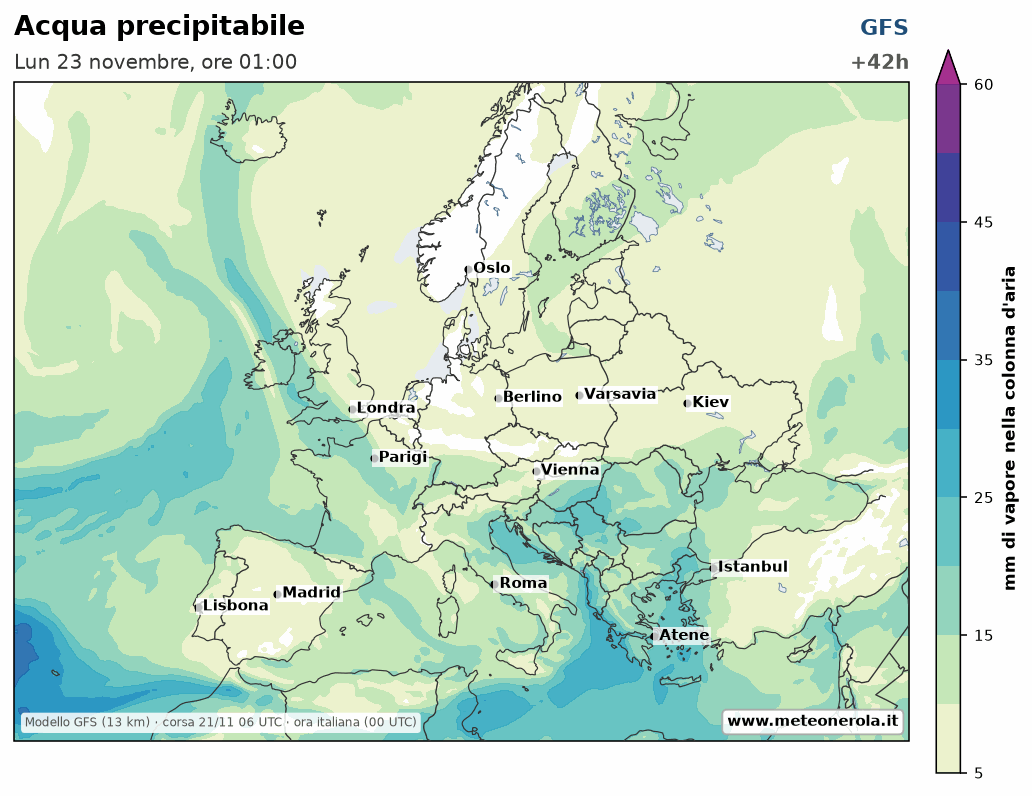 Acqua precipitabile
GFS
Lun 23 novembre, ore 01:00
+42h
60
45
35
25
15
5
mm di vapore nella colonna d'aria
Oslo
Berlino
Varsavia
Kiev
Londra
Parigi
Vienna
Istanbul
Roma
Madrid
Lisbona
Atene
Modello GFS (13 km) · corsa 21/11 06 UTC · ora italiana (00 UTC)
www.meteonerola.it